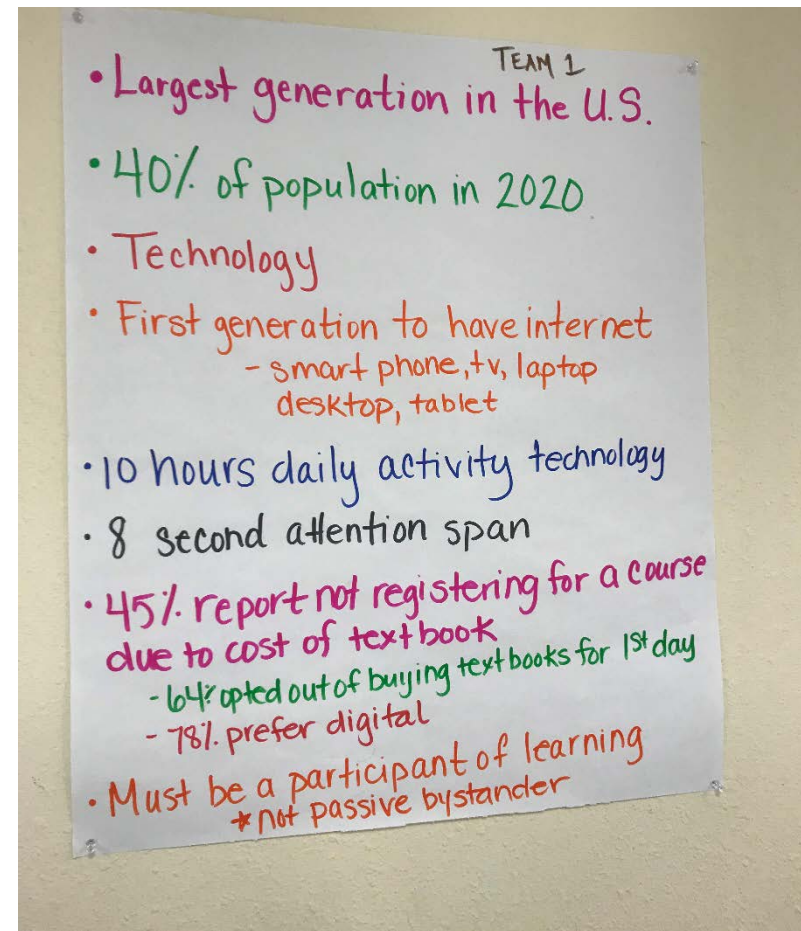 TEAM 1
• Largest generation in the U.S.
• 40% of population in 2020
• Technology
• First generation to have internet
- smart phone, tv, laptop
desktop, tablet
• 10 hours daily activity technology
• 8 second attention span
• 45% report not registering for a course
due to cost of textbook
- 64% opted out of buying textbooks for 1st day
- 78% prefer digital
• Must be a participant of learning
* not passive bystander